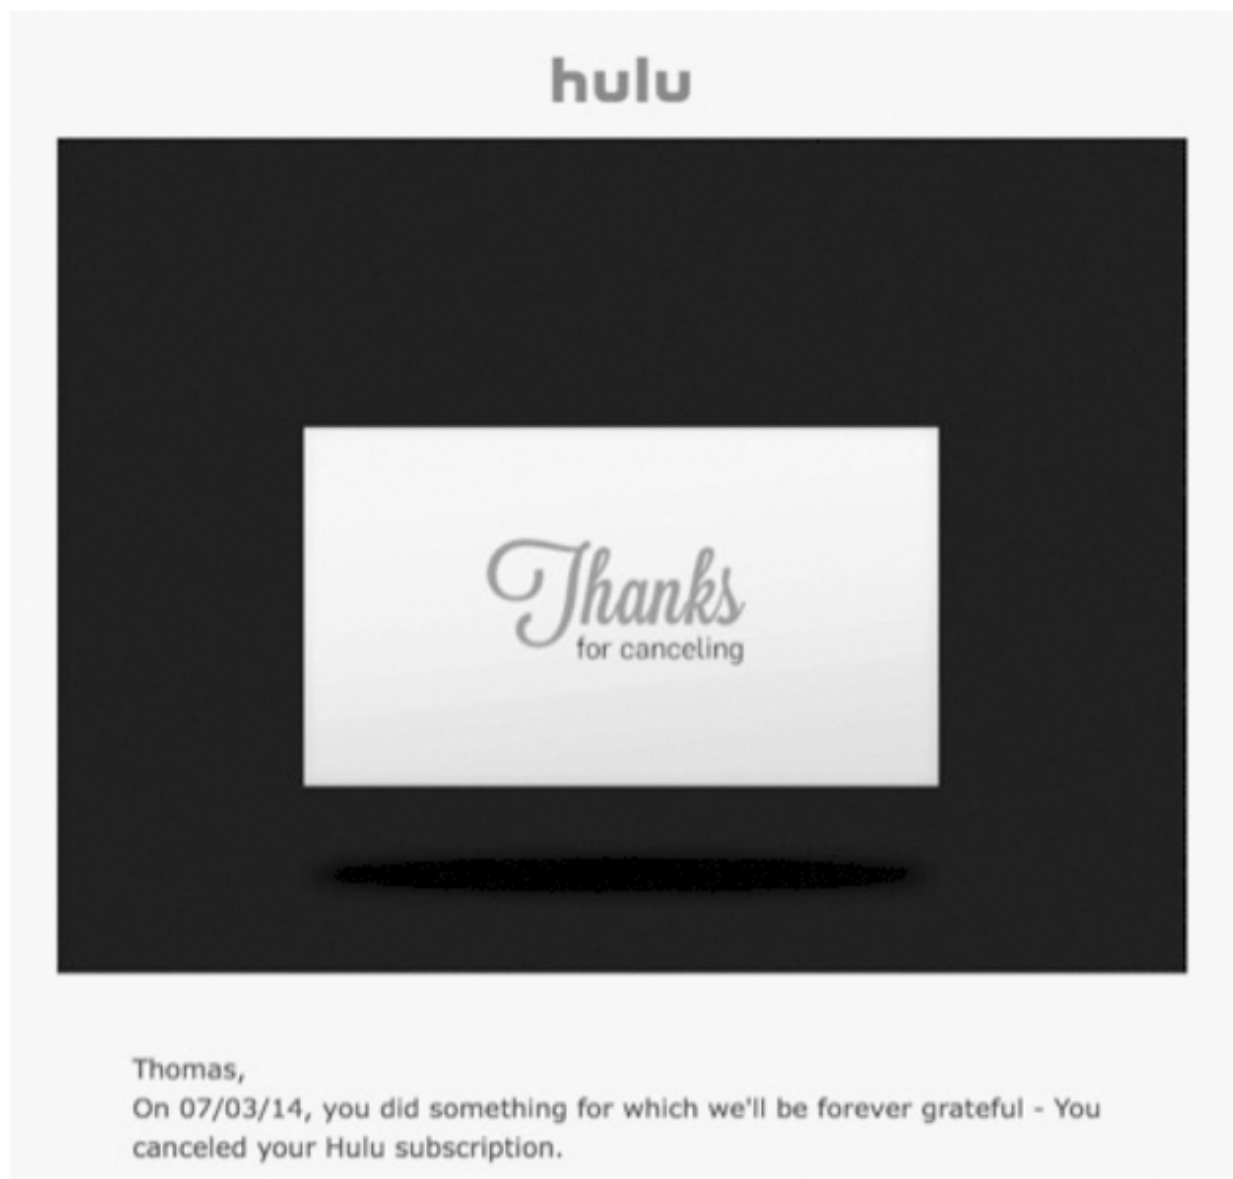 hulu
Thanks
for canceling
Thomas,
On 07/03/14, you did something for which we'll be forever grateful - You
canceled your Hulu subscription.